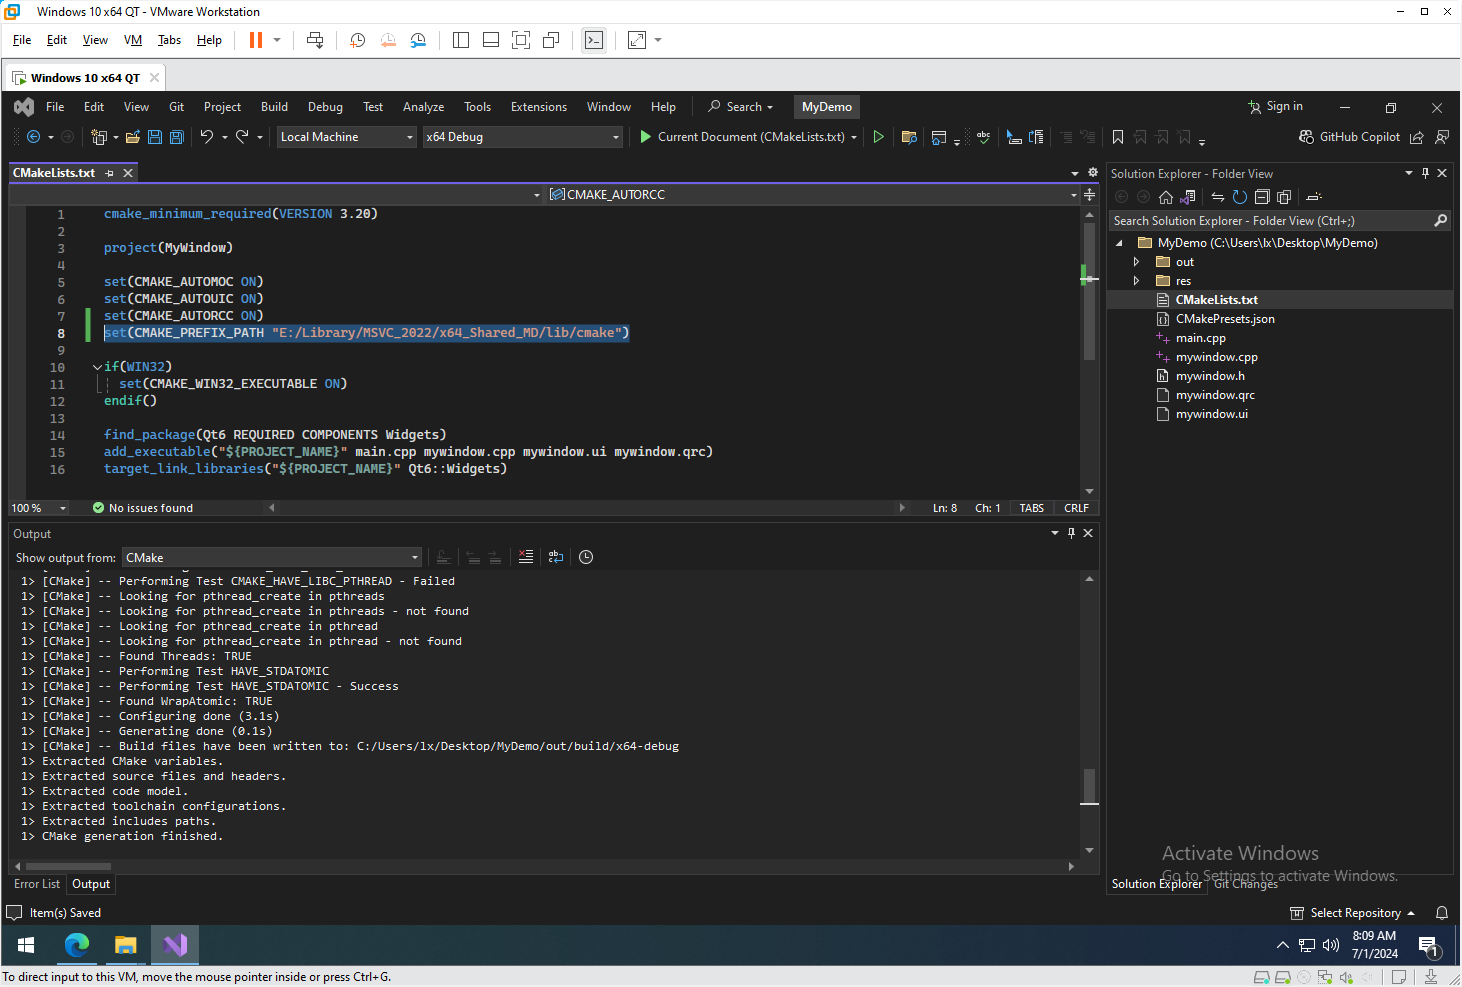 Windows 10 x64 QT - VMware Workstation
File Edit View VM Tabs Help
Windows 10 x64 QT
File Edit View Git Project Build Debug Test Analyze Tools Extensions Window Help Search MyDemo Sign in
Local Machine x64 Debug Current Document (CMakeLists.txt) abc GitHub Copilot
CMakeLists.txt
CMAKE_AUTORCC
1 cmake_minimum_required(VERSION 3.20)
2
3 project(MyWindow)
4
5 set(CMAKE_AUTOMOC ON)
6 set(CMAKE_AUTOUIC ON)
7 set(CMAKE_AUTORCC ON)
8 set(CMAKE_PREFIX_PATH "E:/Library/MSVC_2022/x64_Shared_MD/lib/cmake")
9
10 if(WIN32)
11 set(CMAKE_WIN32_EXECUTABLE ON)
12 endif()
13
14 find_package(Qt6 REQUIRED COMPONENTS Widgets)
15 add_executable("${PROJECT_NAME}" main.cpp mywindow.cpp mywindow.ui mywindow.qrc)
16 target_link_libraries("${PROJECT_NAME}" Qt6::Widgets)
100 % No issues found Ln: 8 Ch: 1 TABS CRLF
Output
Show output from: CMake
1> [CMake] -- Performing Test CMAKE_HAVE_LIBC_PTHREAD - Failed
1> [CMake] -- Looking for pthread_create in pthreads
1> [CMake] -- Looking for pthread_create in pthreads - not found
1> [CMake] -- Looking for pthread_create in pthread
1> [CMake] -- Looking for pthread_create in pthread - not found
1> [CMake] -- Found Threads: TRUE
1> [CMake] -- Performing Test HAVE_STDATOMIC
1> [CMake] -- Performing Test HAVE_STDATOMIC - Success
1> [CMake] -- Found WrapAtomic: TRUE
1> [CMake] -- Configuring done (3.1s)
1> [CMake] -- Generating done (0.1s)
1> [CMake] -- Build files have been written to: C:/Users/lx/Desktop/MyDemo/out/build/x64-debug
1> Extracted CMake variables.
1> Extracted source files and headers.
1> Extracted code model.
1> Extracted toolchain configurations.
1> Extracted includes paths.
1> CMake generation finished.
Error List Output
Solution Explorer - Folder View
Search Solution Explorer - Folder View (Ctrl+;)
MyDemo (C:\Users\lx\Desktop\MyDemo)
out
res
CMakeLists.txt
CMakePresets.json
main.cpp
mywindow.cpp
mywindow.h
mywindow.qrc
mywindow.ui
Activate Windows
Go to Settings to activate Windows.
Solution Explorer Git Changes
Item(s) Saved Select Repository
8:09 AM
7/1/2024
1
To direct input to this VM, move the mouse pointer inside or press Ctrl+G.